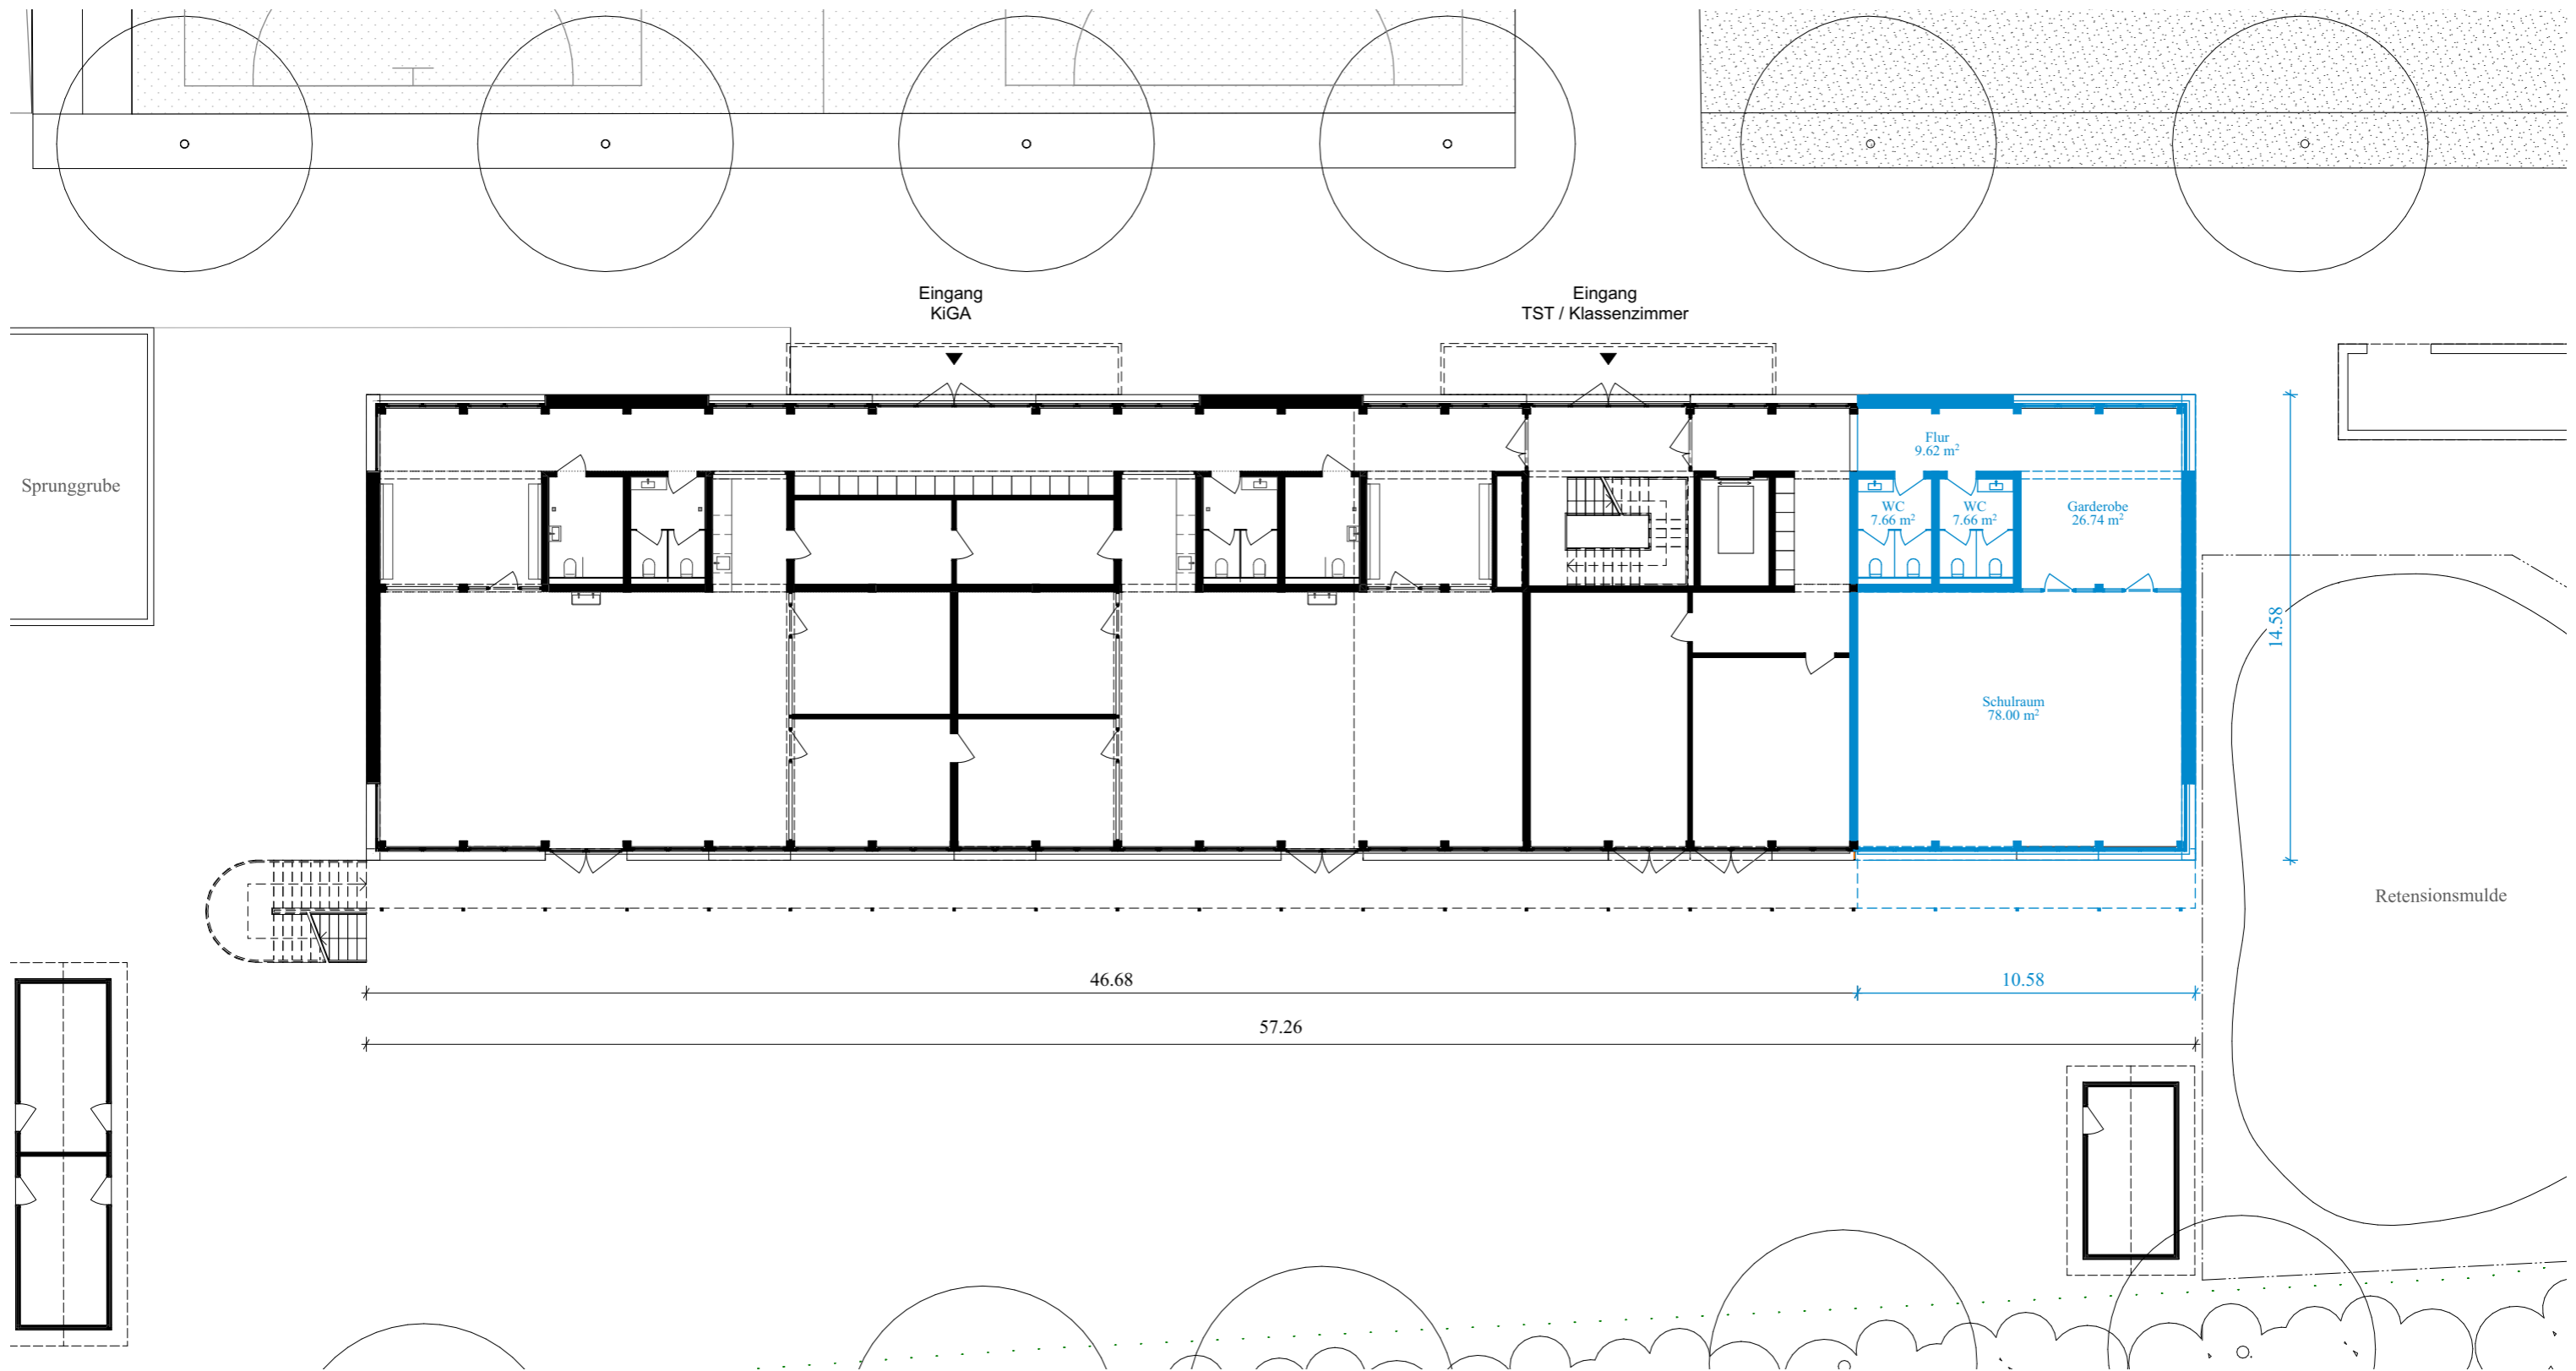 Eingang
KiGA
Eingang
TST / Klassenzimmer
Flur
9.62 m²
Sprunggrube
WC
7.66 m²
WC
7.66 m²
Garderobe
26.74 m²
14.58
Schulraum
78.00 m²
Retensionsmulde
46.68
10.58
57.26